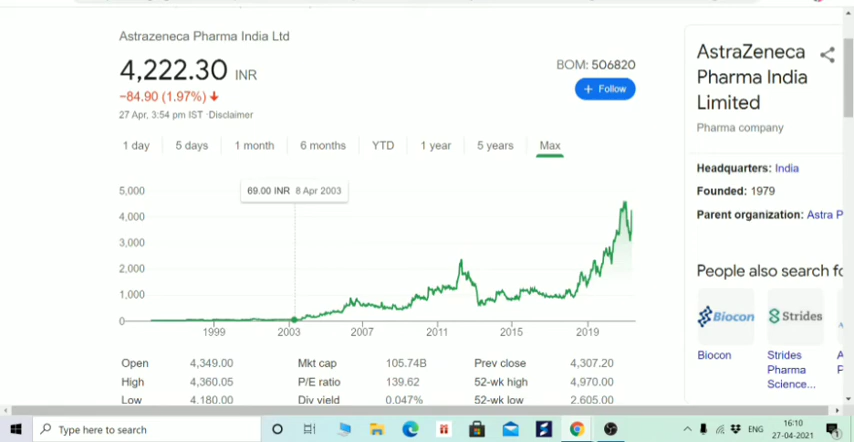 Astrazeneca Pharma India Ltd
4,222.30 INR
BOM: 506820
−84.90 (1.97%)
+ Follow
27 Apr, 3:54 pm IST · Disclaimer
1 day 5 days 1 month 6 months YTD 1 year 5 years Max
69.00 INR 8 Apr 2003
5,000
4,000
3,000
2,000
1,000
0
1999 2003 2007 2011 2015 2019
Open 4,349.00 Mkt cap 105.74B Prev close 4,307.20
High 4,360.05 P/E ratio 139.62 52-wk high 4,970.00
Low 4,180.00 Div yield 0.047% 52-wk low 2,605.00
AstraZeneca
Pharma India
Limited
Pharma company
Headquarters: India
Founded: 1979
Parent organization: Astra P
People also search fo
Biocon
Strides
Biocon
Strides
Pharma
Science...
A
P
Type here to search
ENG
16:10
27-04-2021